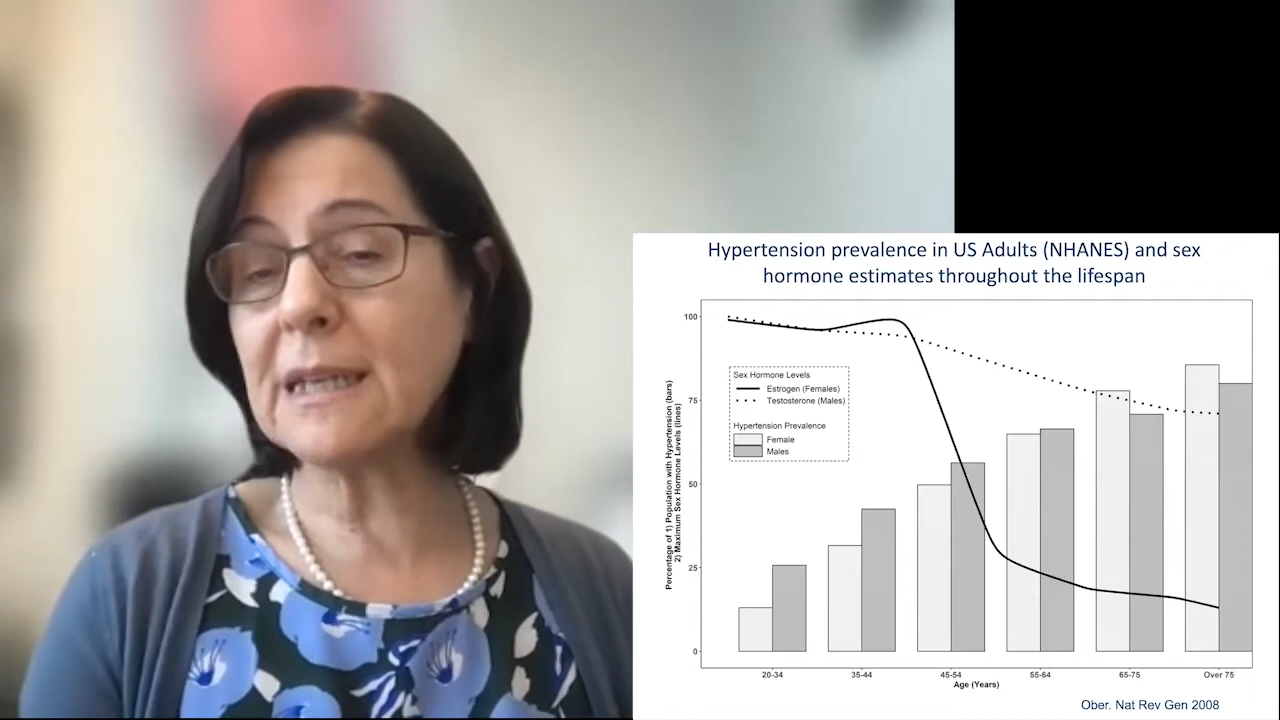 Hypertension prevalence in US Adults (NHANES) and sex
hormone estimates throughout the lifespan
Percentage of 1) Population with Hypertension (bars)
2) Maximum Sex Hormone Levels (lines)
100
75
50
25
0
Sex Hormone Levels
Estrogen (Females)
Testosterone (Males)
Hypertension Prevalence
Female
Males
20-34
35-44
45-54
55-64
65-75
Over 75
Age (Years)
Ober. Nat Rev Gen 2008